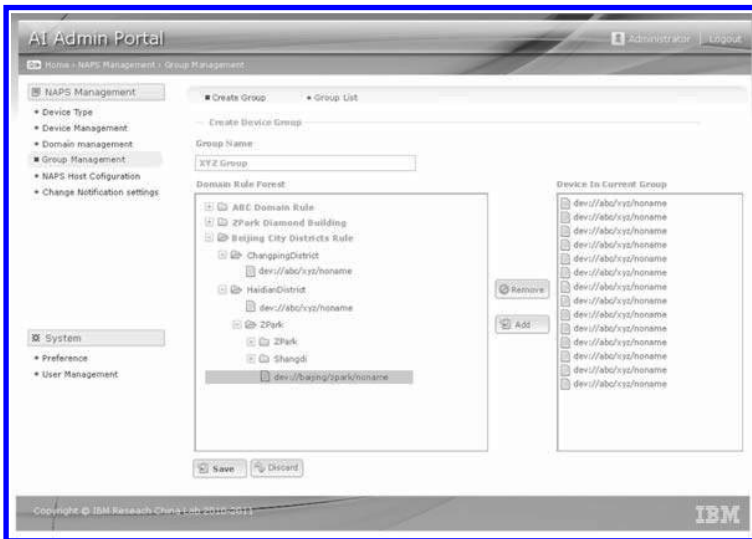 AI Admin Portal
Administrator | Logout
Home > NAPS Management > Group Management
NAPS Management
Device Type
Device Management
Domain management
Group Management
NAPS Host Cofiguration
Change Notification settings
System
Preference
User Management
Create Group
Group List
Create Device Group
Group Name
XYZ Group
Domain Rule Forest
ABC Domain Rule
ZPark Diamond Building
Beijing City Districts Rule
ChangpingDistrict
dev://abc/xyz/noname
HaidianDistrict
dev://abc/xyz/noname
ZPark
ZPark
Shangdi
dev://beijing/zpark/noname
Remove
Add
Device In Current Group
dev://abc/xyz/noname
dev://abc/xyz/noname
dev://abc/xyz/noname
dev://abc/xyz/noname
dev://abc/xyz/noname
dev://abc/xyz/noname
dev://abc/xyz/noname
dev://abc/xyz/noname
dev://abc/xyz/noname
dev://abc/xyz/noname
dev://abc/xyz/noname
dev://abc/xyz/noname
dev://abc/xyz/noname
dev://abc/xyz/noname
Save
Discard
Copyright © IBM Reseach China Lab 2010-2011
IBM